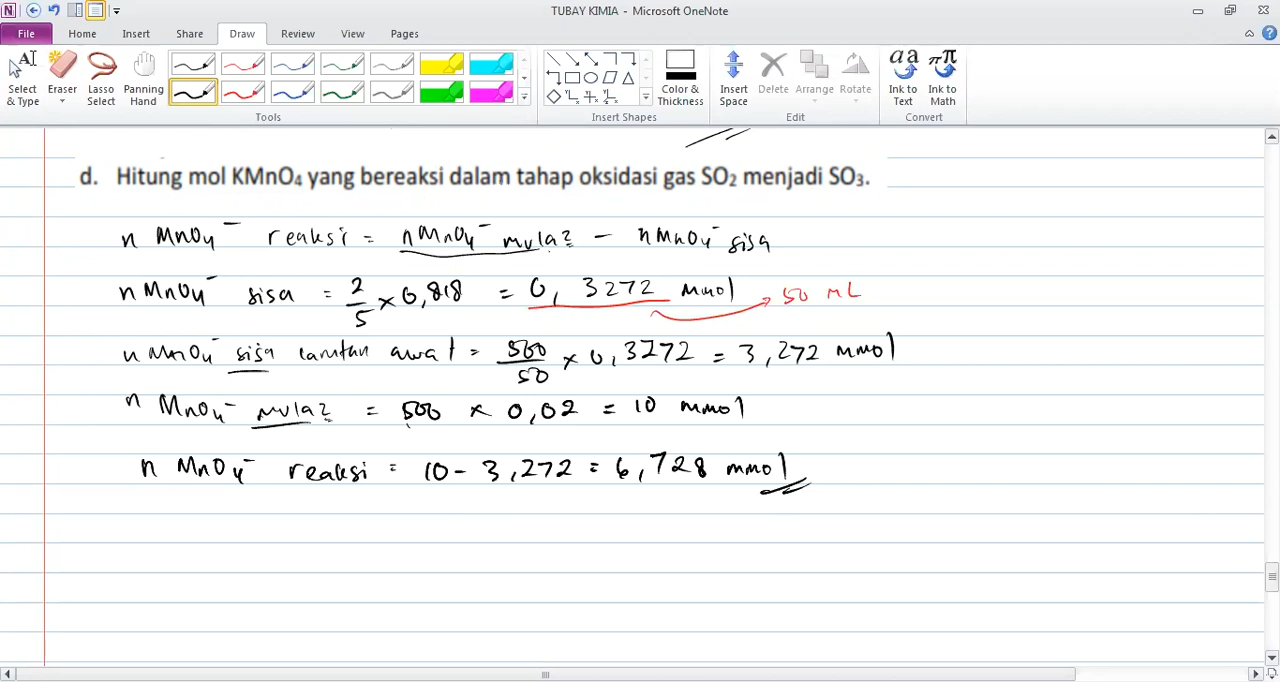 TUBAY KIMIA - Microsoft OneNote
File Home Insert Share Draw Review View Pages
Select & Type
Eraser
Lasso Select
Panning Hand
Color & Thickness
Insert Space
Delete
Arrange
Rotate
Ink to Text
Ink to Math
Tools
Insert Shapes
Edit
Convert
d. Hitung mol KMnO₄ yang bereaksi dalam tahap oksidasi gas SO₂ menjadi SO₃.
n MnO₄⁻ reaksi = nMnO₄⁻ mula2 − nMnO₄⁻ sisa
nMnO₄⁻ sisa = 2/5 × 0,818 = 0,3272 mmol → 50 mL
nMnO₄⁻ sisa larutan awal = 500/50 × 0,3272 = 3,272 mmol
n MnO₄⁻ mula2 = 500 × 0,02 = 10 mmol
n MnO₄⁻ reaksi = 10 − 3,272 = 6,728 mmol